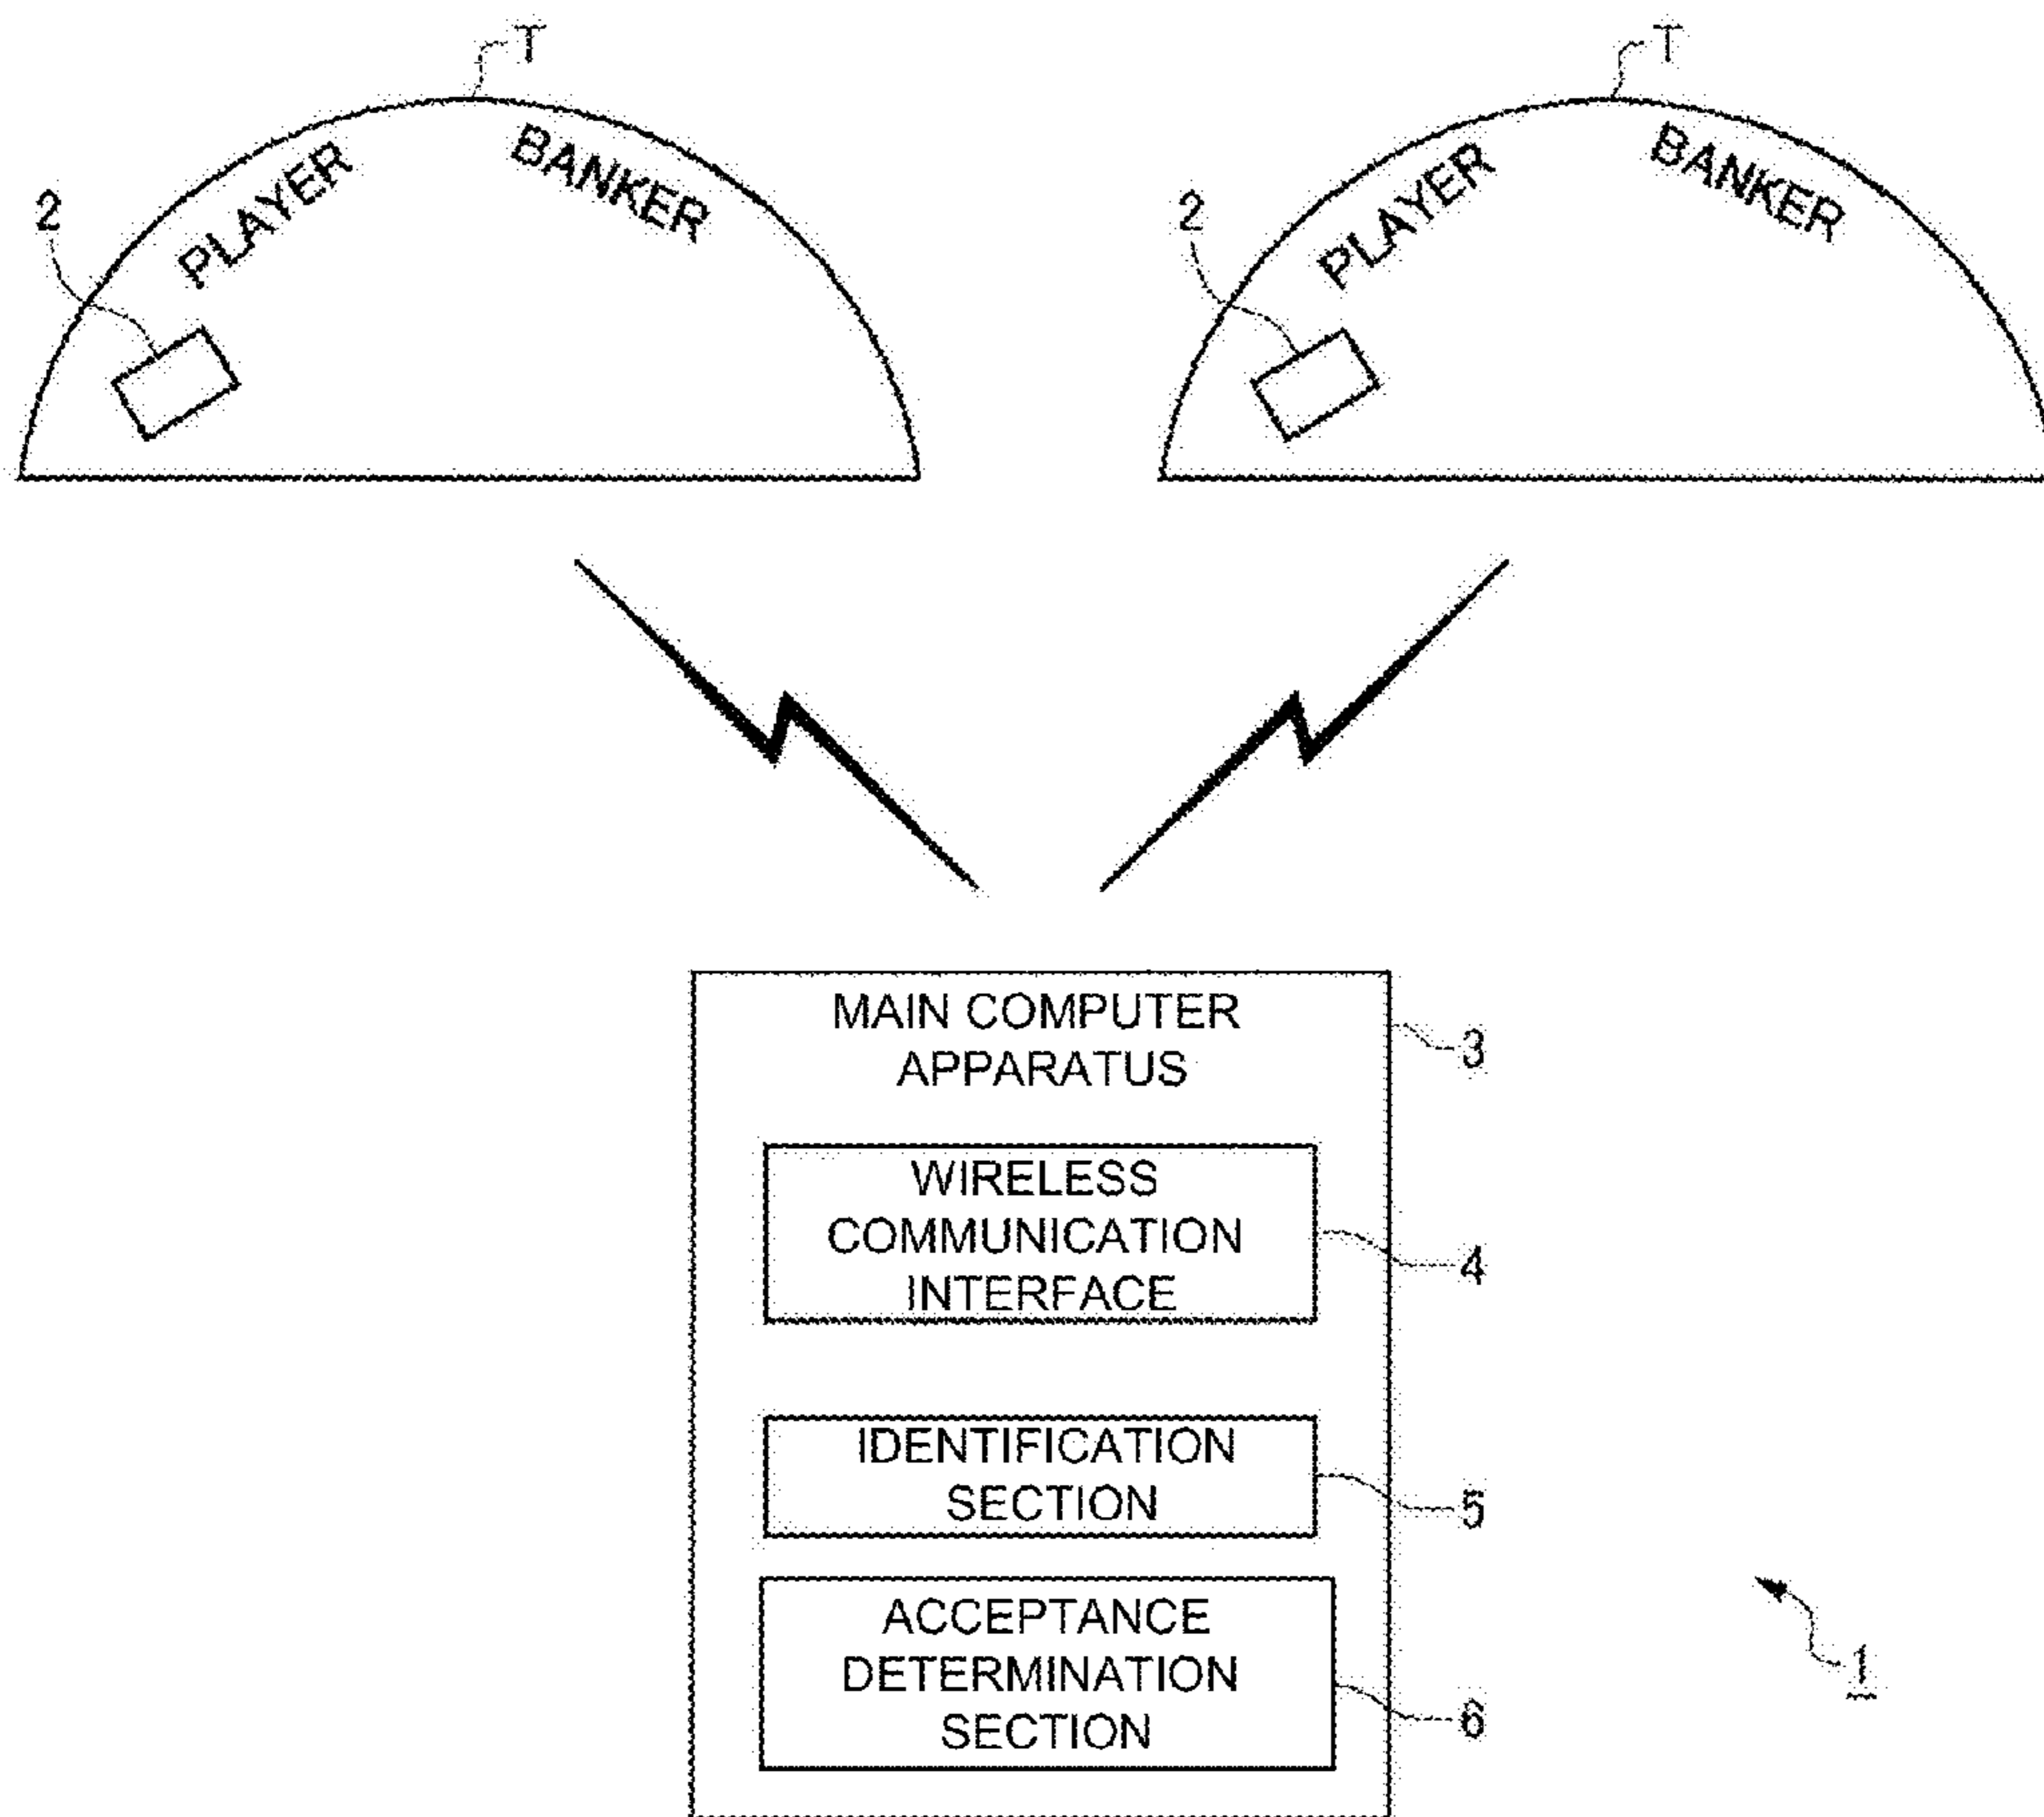 T
T
PLAYER
BANKER
PLAYER
BANKER
2
2
MAIN COMPUTER
APPARATUS
3
WIRELESS
COMMUNICATION
INTERFACE
4
IDENTIFICATION
SECTION
5
ACCEPTANCE
DETERMINATION
SECTION
6
1